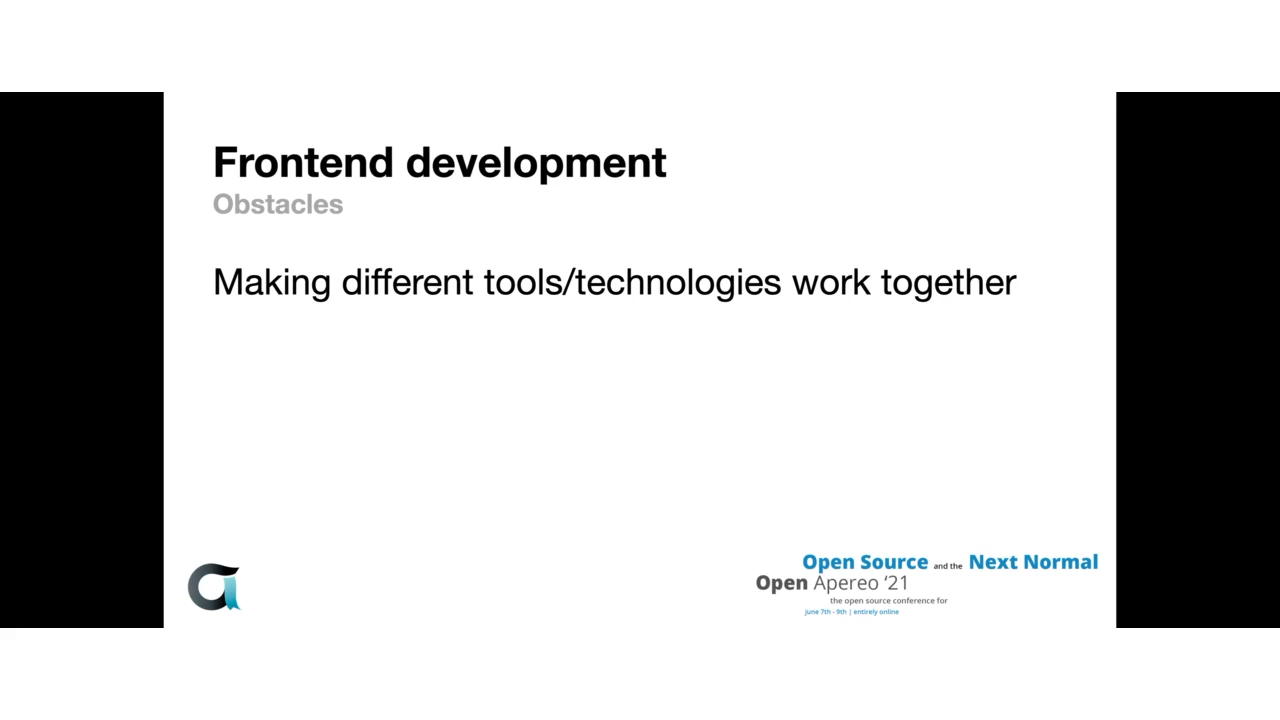 Frontend development
Obstacles
Making different tools/technologies work together
Open Source and the Next Normal
Open Apereo ‘21
the open source conference for
june 7th - 9th | entirely online